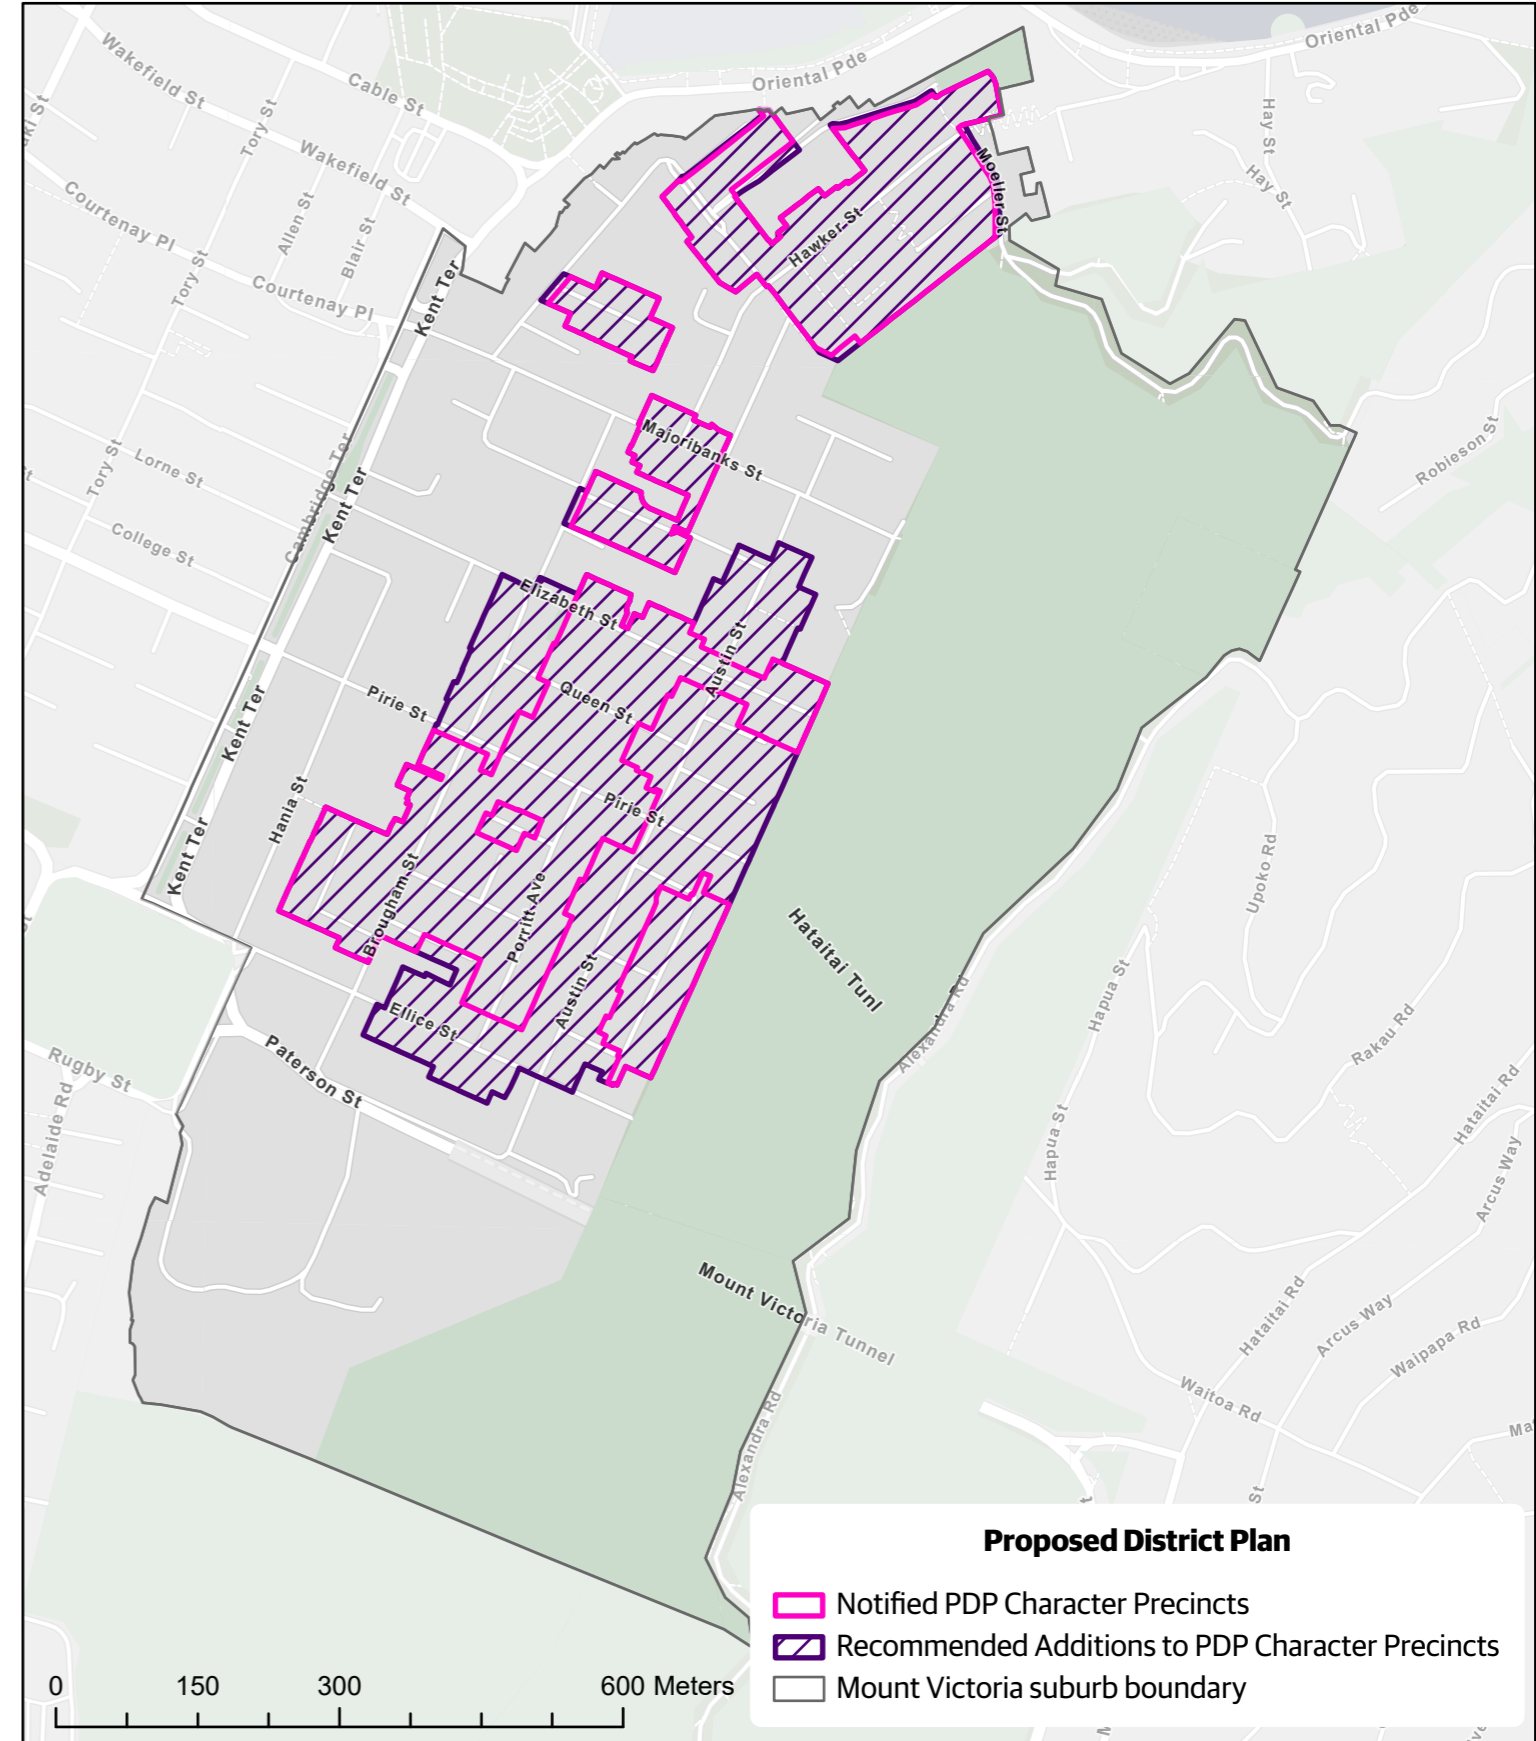 Oriental Pde
Oriental Pde
Wakefield St
Cable St
Tory St
Wakefield St
Hay St
Hay St
Moeller St
Courtenay Pl
Allen St
Blair St
Tory St
Hawker St
Courtenay Pl
Kent Ter
Majoribanks St
Robieson St
Tory St
Lorne St
Cambridge Ter
Kent Ter
College St
Elizabeth St
Austin St
Queen St
Pirie St
Kent Ter
Pirie St
Hania St
Kent Ter
Upoko Rd
Brougham St
Porritt Ave
Hataitai Tunl
Austin St
Hapua St
Alexandra Rd
Ellice St
Rakau Rd
Paterson St
Rugby St
Adelaide Rd
Hapua St
Hataitai Rd
Arcus Way
Mount Victoria Tunnel
Hataitai Rd
Arcus Way
Waipapa Rd
Waitoa Rd
Alexandra Rd
St
Proposed District Plan
Notified PDP Character Precincts
Recommended Additions to PDP Character Precincts
Mount Victoria suburb boundary
0 150 300 600 Meters